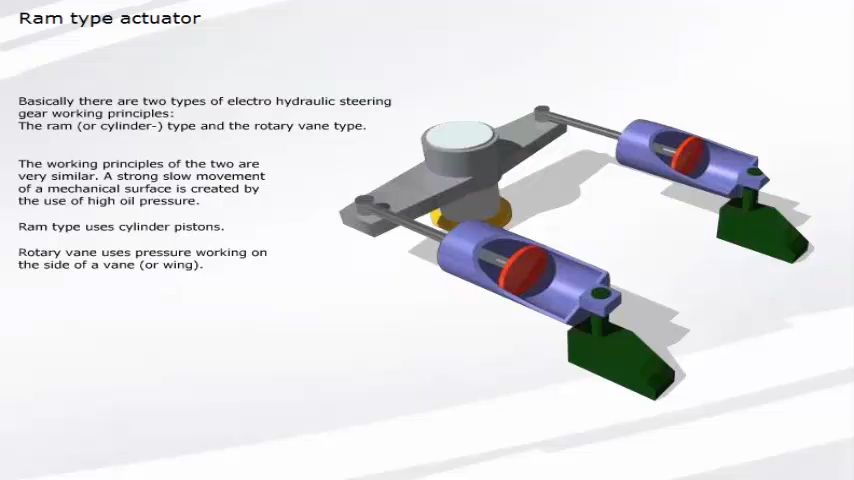 Ram type actuator
Basically there are two types of electro hydraulic steering
gear working principles:
The ram (or cylinder-) type and the rotary vane type.
The working principles of the two are
very similar. A strong slow movement
of a mechanical surface is created by
the use of high oil pressure.
Ram type uses cylinder pistons.
Rotary vane uses pressure working on
the side of a vane (or wing).